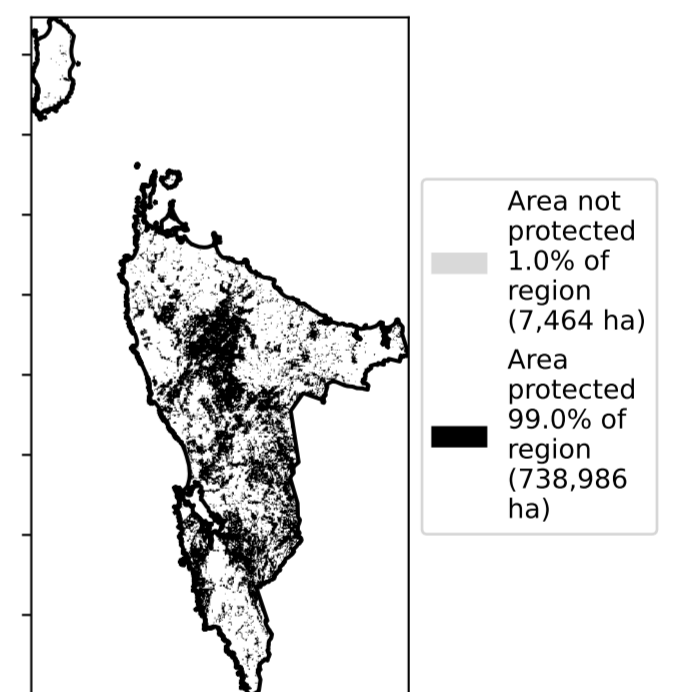 Area not
protected
1.0% of
region
(7,464 ha)
Area
protected
99.0% of
region
(738,986
ha)